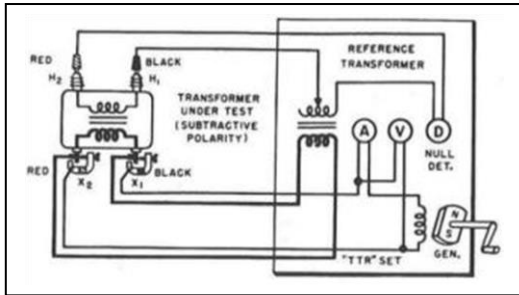 RED
BLACK
H2
H1
REFERENCE
TRANSFORMER
TRANSFORMER
UNDER TEST
(SUBTRACTIVE
POLARITY)
A
V
D
NULL
DET.
RED
X2
X1
BLACK
N
S
"TTR" SET
GEN.